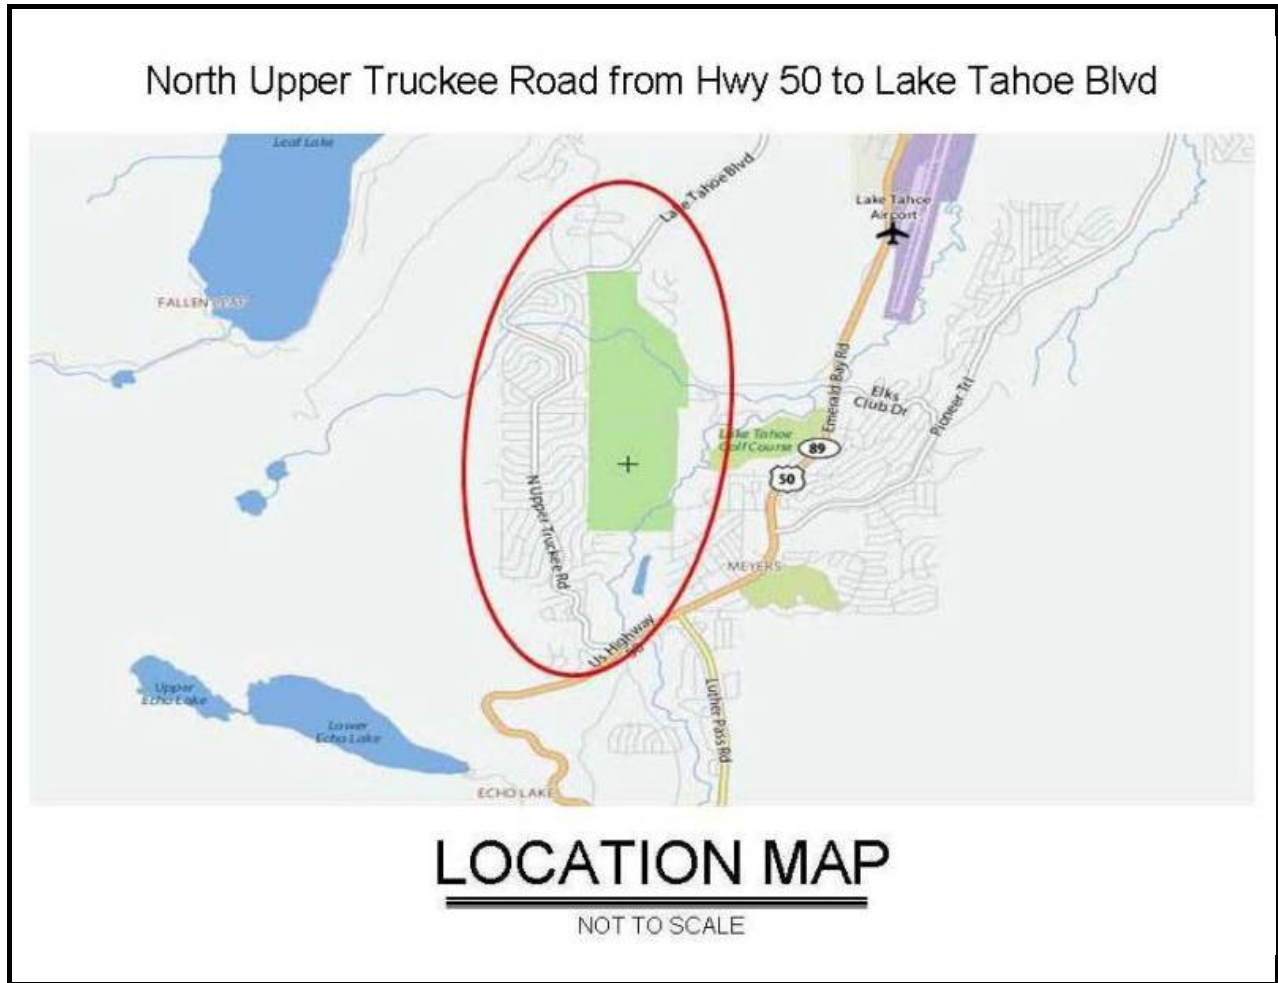 North Upper Truckee Road from Hwy 50 to Lake Tahoe Blvd
Leaf Lake
Lake Tahoe Blvd
Lake Tahoe
Airport
FALLEN LEAF
Emerald Bay Rd
Elks
Club Dr
Pioneer Trl
Lake Tahoe
Golf Course
89
50
N Upper Truckee Rd
MEYERS
Us Highway
50
Luther Pass Rd
Upper
Echo Lake
Lower
Echo Lake
ECHO LAKE
LOCATION MAP
NOT TO SCALE